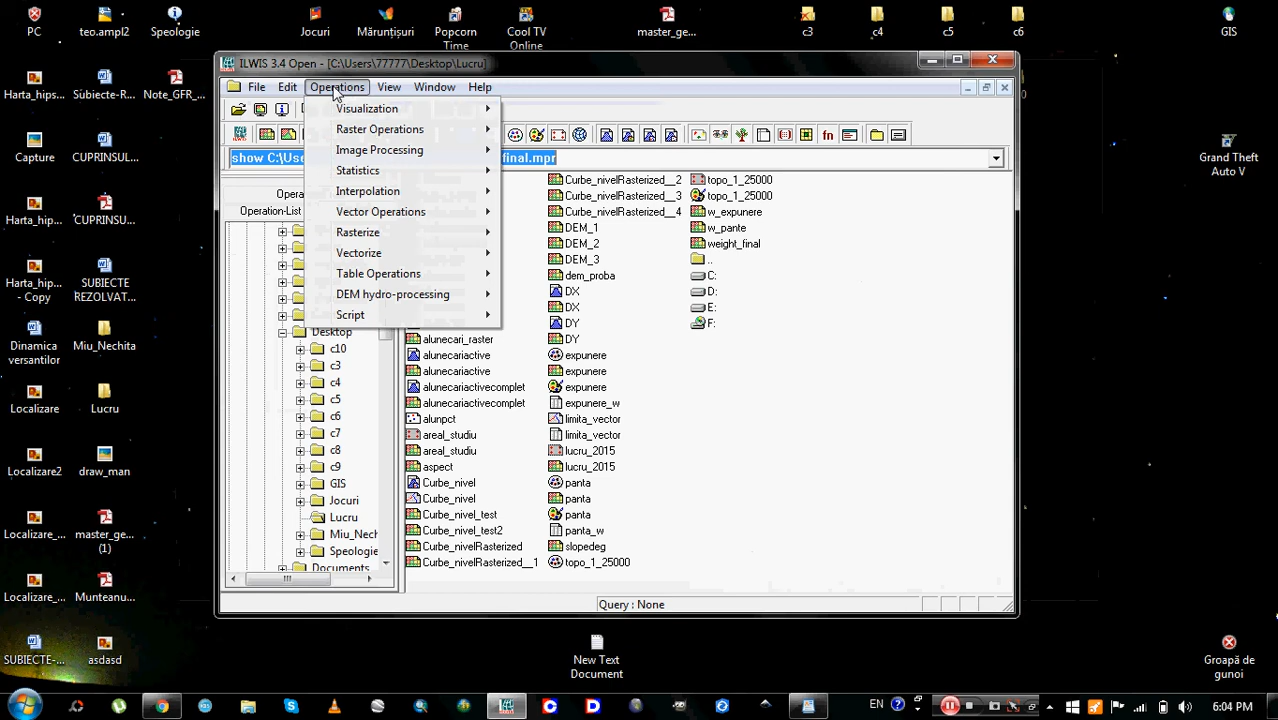 PC
teo.ampl2
Speologie
Jocuri
Mărunțișuri
Popcorn
Time
Cool TV
Online
master_ge...
c3
c4
c5
c6
GIS
ILWIS 3.4 Open - [C:\Users\77777\Desktop\Lucru]
File Edit Operations View Window Help
show C:\Use
final.mpr
Visualization
Raster Operations
Image Processing
Statistics
Interpolation
Vector Operations
Rasterize
Vectorize
Table Operations
DEM hydro-processing
Script
Opera
Operation-List
Desktop
c10
c3
c4
c5
c6
c7
c8
c9
GIS
Jocuri
Lucru
Miu_Nech
Speologie
Documents
alunecari_raster
alunecariactive
alunecariactive
alunecariactivecomplet
alunecariactivecomplet
alunpct
areal_studiu
areal_studiu
aspect
Curbe_nivel
Curbe_nivel
Curbe_nivel_test
Curbe_nivel_test2
Curbe_nivelRasterized
Curbe_nivelRasterized__1
Curbe_nivelRasterized__2
Curbe_nivelRasterized__3
Curbe_nivelRasterized__4
DEM_1
DEM_2
DEM_3
dem_proba
DX
DX
DY
DY
expunere
expunere
expunere
expunere_w
limita_vector
limita_vector
lucru_2015
lucru_2015
panta
panta
panta
panta_w
slopedeg
topo_1_25000
topo_1_25000
topo_1_25000
w_expunere
w_pante
weight_final
..
C:
D:
E:
F:
Query : None
Harta_hips...
Subiecte-R...
Note_GFR_...
Capture
CUPRINSUL...
Harta_hip...
CUPRINSUL...
Harta_hip...
- Copy
SUBIECTE
REZOLVAT...
Dinamica
versantilor
Miu_Nechita
Localizare
Lucru
Localizare2
draw_man
Localizare_...
master_ge...
(1)
Localizare_...
Munteanu...
SUBIECTE-...
asdasd
New Text
Document
Grand Theft
Auto V
Groapă de
gunoi
EN
6:04 PM